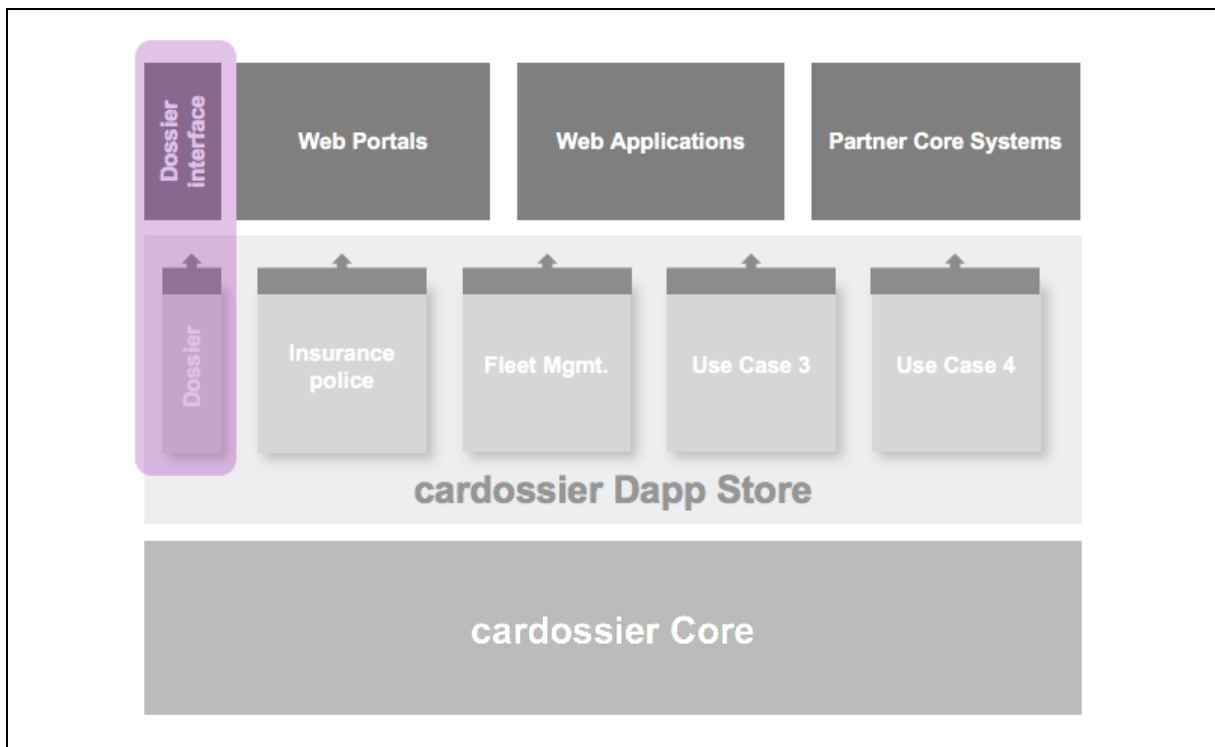 Dossier
interface
Web Portals
Web Applications
Partner Core Systems
Dossier
Insurance
police
Fleet Mgmt.
Use Case 3
Use Case 4
cardossier Dapp Store
cardossier Core